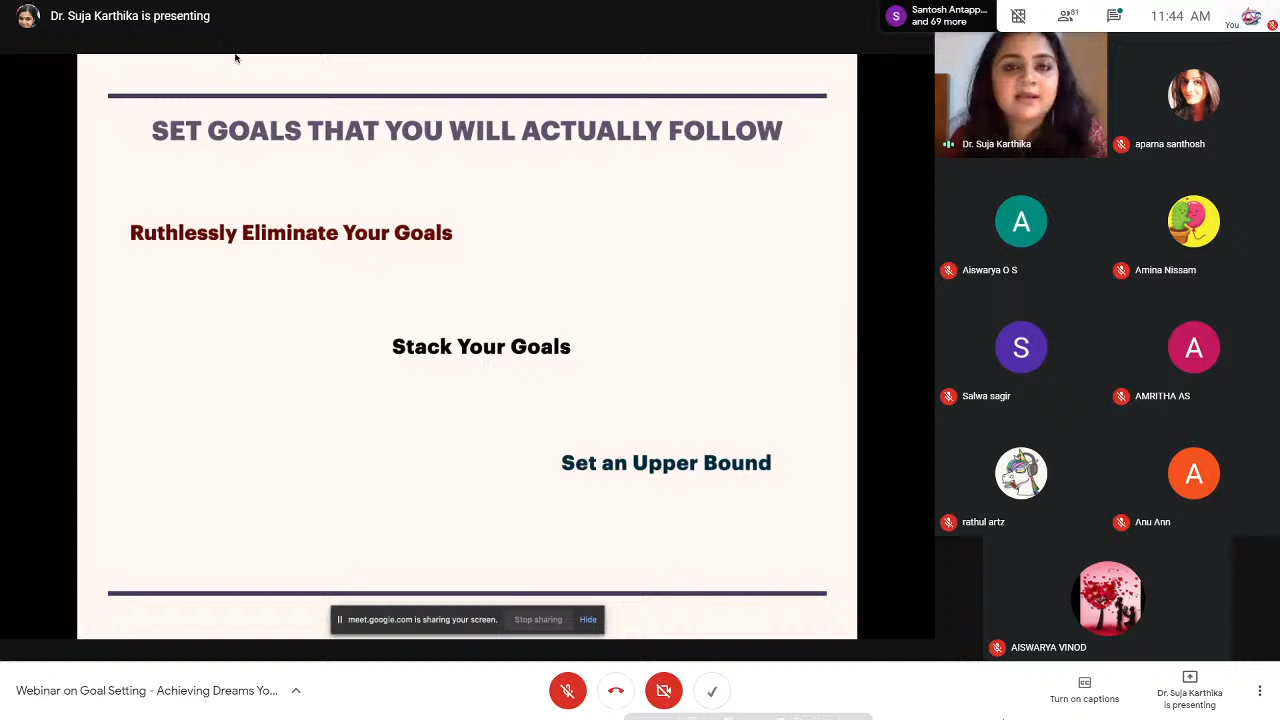 Dr. Suja Karthika is presenting
Santosh Antapp...
and 69 more
81
11:44 AM
You
SET GOALS THAT YOU WILL ACTUALLY FOLLOW
Ruthlessly Eliminate Your Goals
Stack Your Goals
Set an Upper Bound
meet.google.com is sharing your screen.
Stop sharing
Hide
Dr. Suja Karthika
aparna santhosh
A
Aiswarya O S
Amina Nissam
S
Salwa sagir
A
AMRITHA AS
rathul artz
A
Anu Ann
AISWARYA VINOD
S
Webinar on Goal Setting - Achieving Dreams Yo...
CC
Turn on captions
Dr. Suja Karthika
is presenting